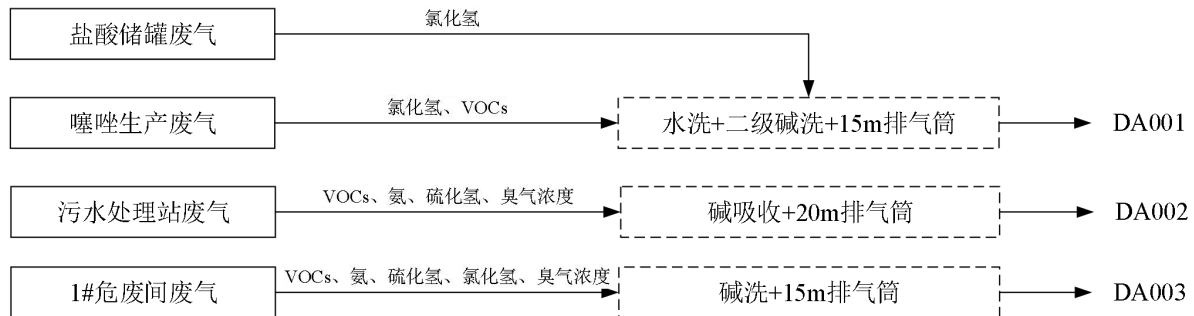 盐酸储罐废气
氯化氢
噻唑生产废气
氯化氢、VOCs
水洗+二级碱洗+15m排气筒
DA001
污水处理站废气
VOCs、氨、硫化氢、臭气浓度
碱吸收+20m排气筒
DA002
1#危废间废气
VOCs、氨、硫化氢、氯化氢、臭气浓度
碱洗+15m排气筒
DA003